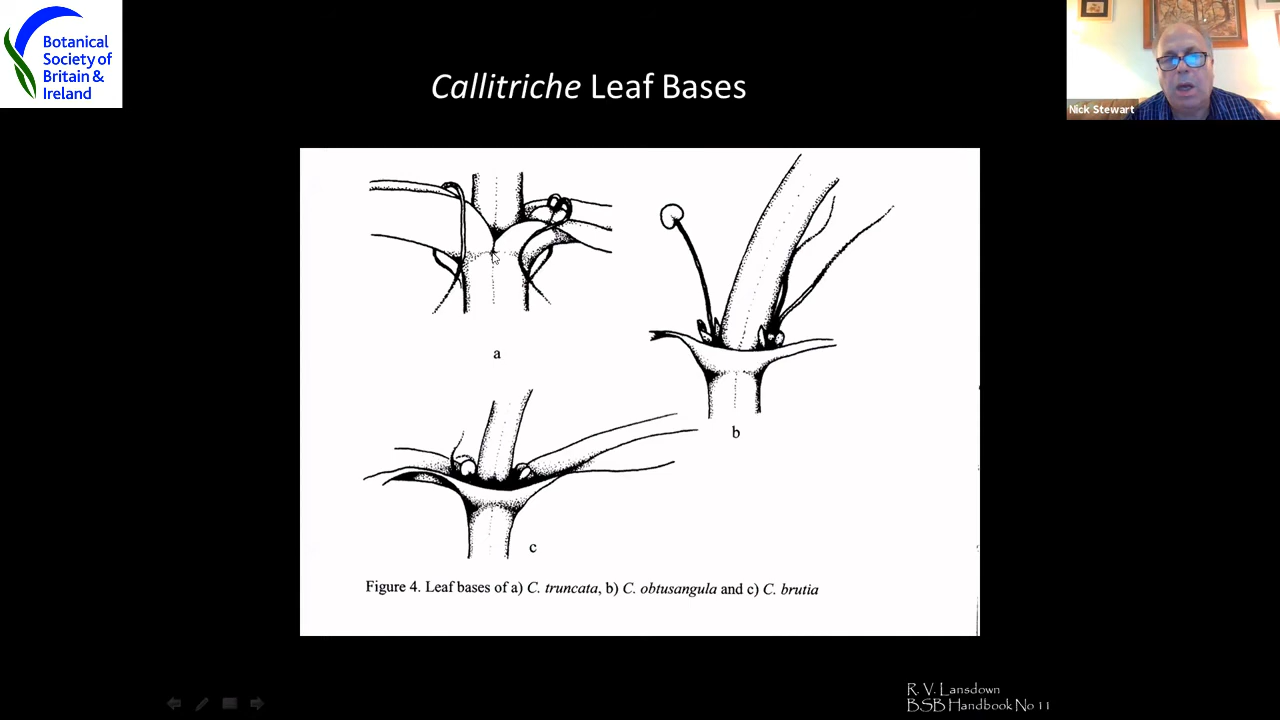 Botanical
Society of
Britain &
Ireland
Callitriche Leaf Bases
Nick Stewart
a
b
c
Figure 4. Leaf bases of a) C. truncata, b) C. obtusangula and c) C. brutia
R. V. Lansdown
BSB Handbook No 11